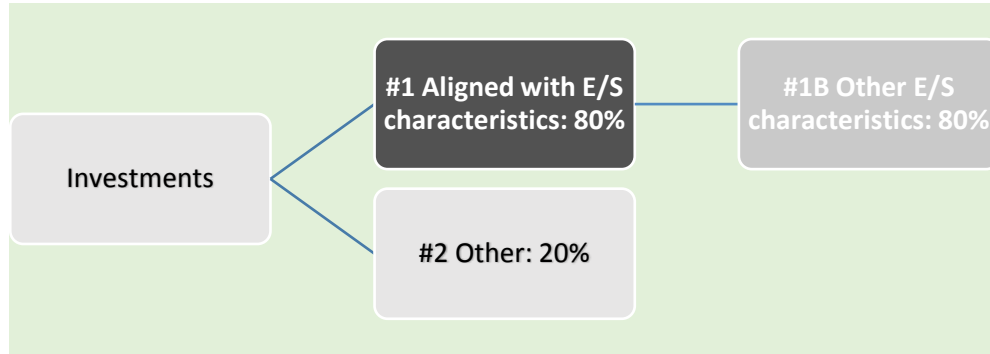 #1 Aligned with E/S
characteristics: 80%
#1B Other E/S
characteristics: 80%
Investments
#2 Other: 20%